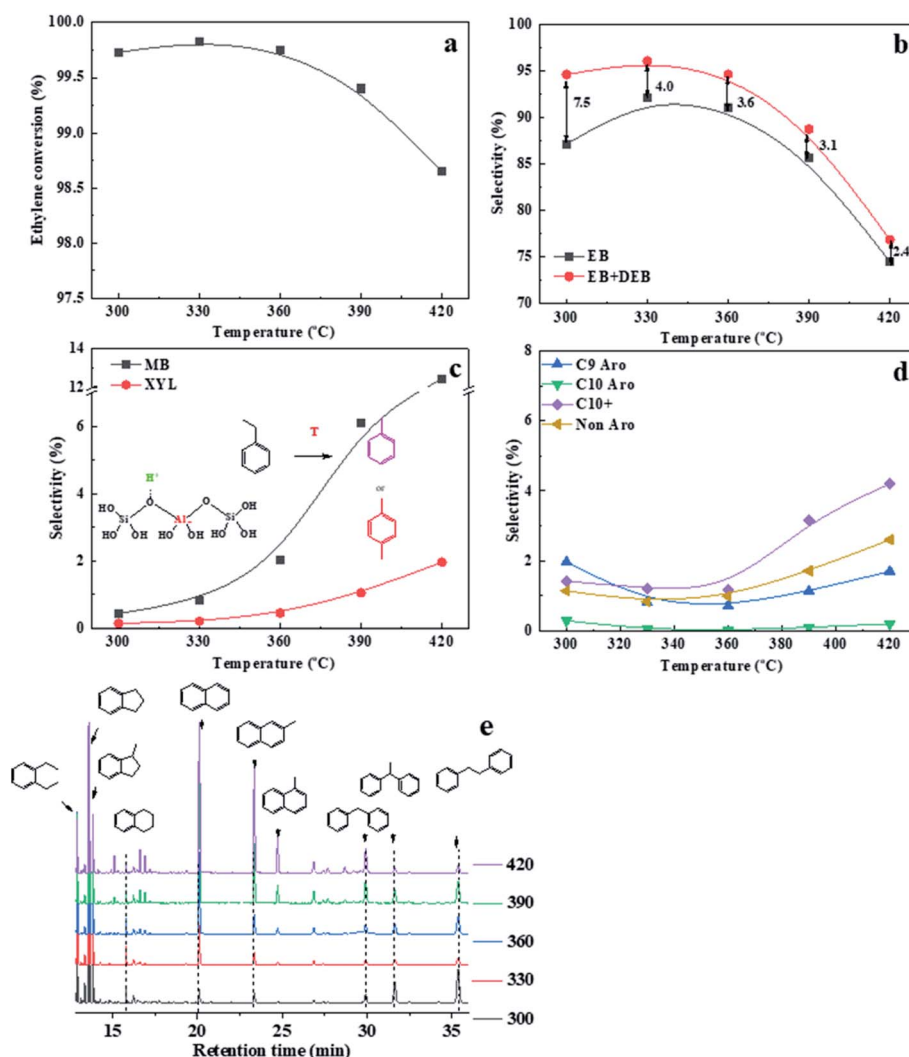 a
100.0
99.5
99.0
98.5
98.0
97.5
Ethylene conversion (%)
MB
300 330 360 390 420
Temperature (°C)
b
100
95
90
85
80
75
70
Selectivity (%)
7.5
4.0
3.6
3.1
2.4
EB
EB+DEB
300 330 360 390 420
Temperature (°C)
c
14
12
6
4
2
0
Selectivity (%)
MB
XYL
T
or
H+
O O
HO Si Al- Si OH
HO OH HO OH HO OH
300 330 360 390 420
Temperature (°C)
d
8
6
4
2
0
Selectivity (%)
C9 Aro
C10 Aro
C10+
Non Aro
300 320 340 360 380 400 420
Temperature (°C)
e
420
390
360
330
300
15 20 25 30 35
Retention time (min)